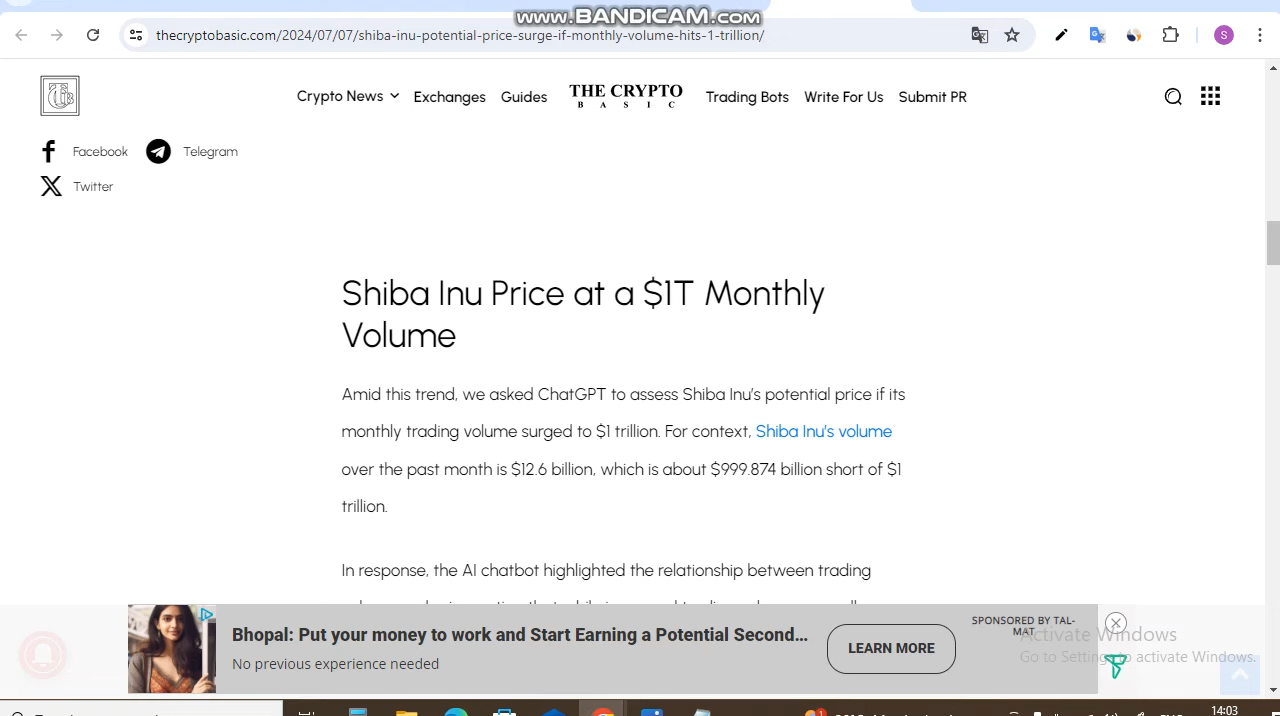 www.BANDICAM.com
thecryptobasic.com/2024/07/07/shiba-inu-potential-price-surge-if-monthly-volume-hits-1-trillion/
S
Crypto News
Exchanges
Guides
THE CRYPTO
BASIC
Trading Bots
Write For Us
Submit PR
Facebook
Telegram
Twitter
Shiba Inu Price at a $1T Monthly
Volume
Amid this trend, we asked ChatGPT to assess Shiba Inu's potential price if its
monthly trading volume surged to $1 trillion. For context, Shiba Inu's volume
over the past month is $12.6 billion, which is about $999.874 billion short of $1
trillion.
In response, the AI chatbot highlighted the relationship between trading
Bhopal: Put your money to work and Start Earning a Potential Second...
No previous experience needed
LEARN MORE
SPONSORED BY TAL-
MAT
Activate Windows
Go to Settings to activate Windows.
14:03